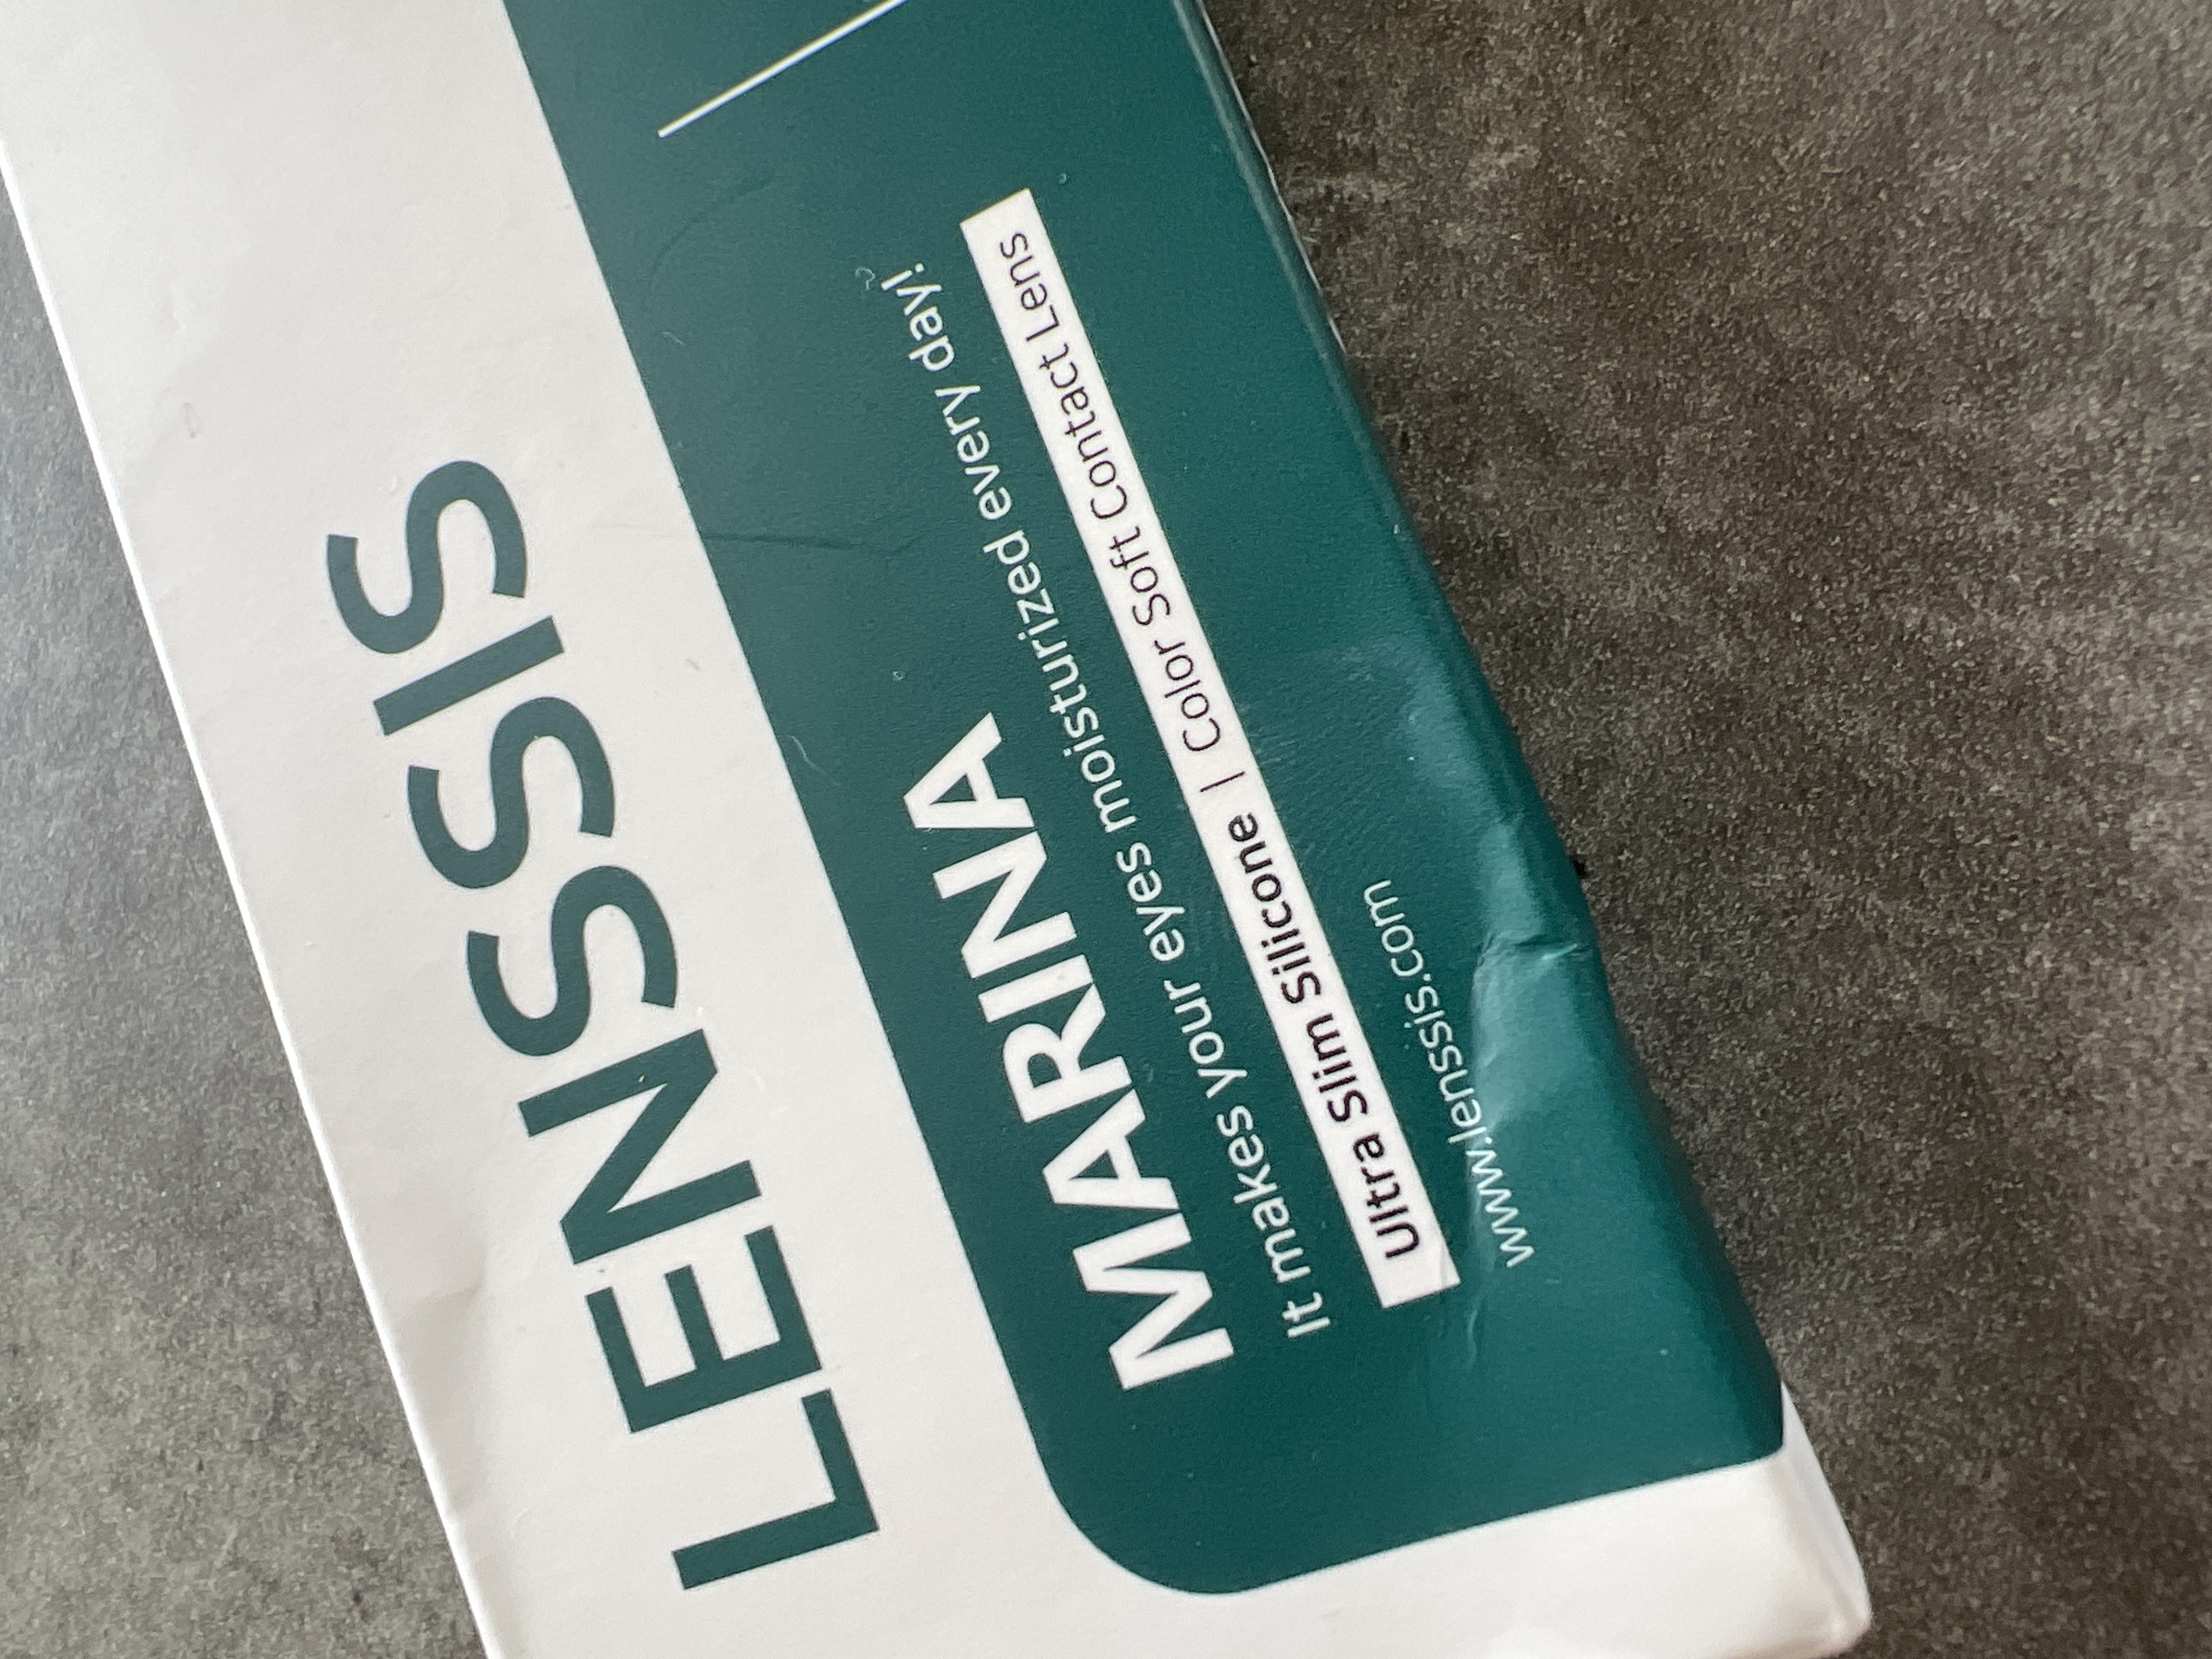 LENSSIS
MARINA
It makes your eyes moisturized every day!
Ultra Slim Silicone | Color Soft Contact Lens
www.lenssis.com